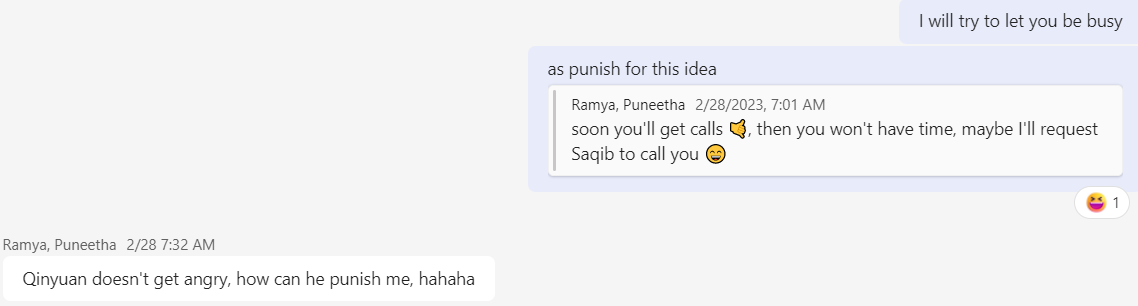 I will try to let you be busy
as punish for this idea
Ramya, Puneetha 2/28/2023, 7:01 AM
soon you'll get calls 🤙, then you won't have time, maybe I'll request
Saqib to call you 😄
😆 1
Ramya, Puneetha 2/28 7:32 AM
Qinyuan doesn't get angry, how can he punish me, hahaha